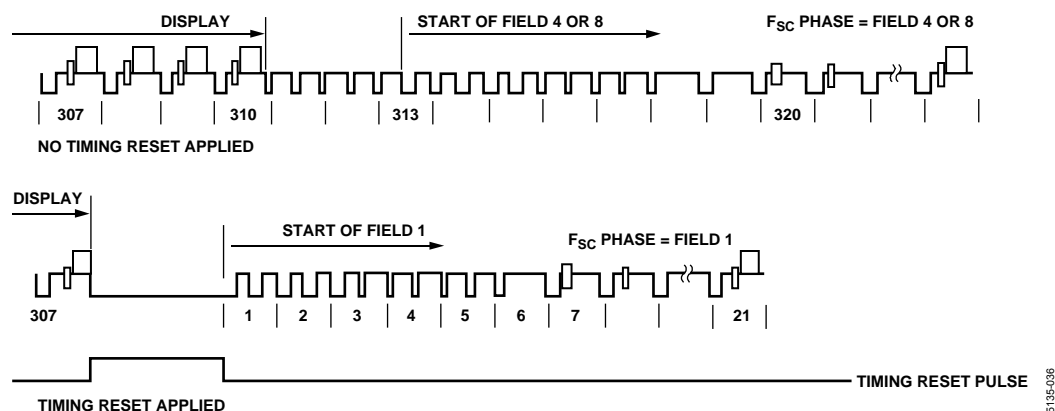 DISPLAY
START OF FIELD 4 OR 8
FSC PHASE = FIELD 4 OR 8
307 310 313 320
NO TIMING RESET APPLIED
DISPLAY
START OF FIELD 1
FSC PHASE = FIELD 1
307 1 2 3 4 5 6 7 21
TIMING RESET PULSE
TIMING RESET APPLIED
5135-036